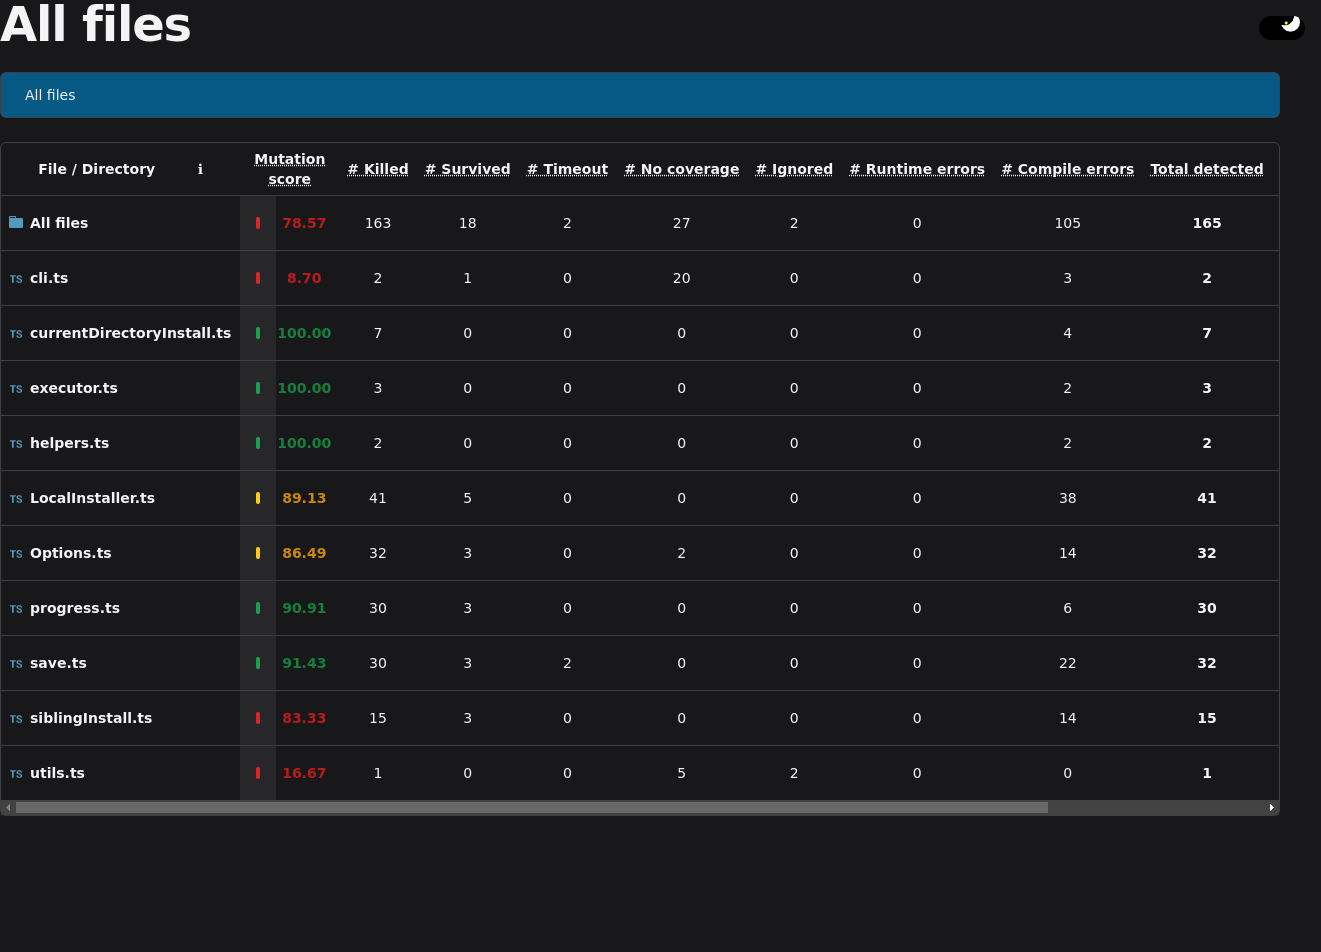 All files
All files
File / Directory ℹ Mutation score # Killed # Survived # Timeout # No coverage # Ignored # Runtime errors # Compile errors Total detected
All files 78.57 163 18 2 27 2 0 105 165
TS cli.ts 8.70 2 1 0 20 0 0 3 2
TS currentDirectoryInstall.ts 100.00 7 0 0 0 0 0 4 7
TS executor.ts 100.00 3 0 0 0 0 0 2 3
TS helpers.ts 100.00 2 0 0 0 0 0 2 2
TS LocalInstaller.ts 89.13 41 5 0 0 0 0 38 41
TS Options.ts 86.49 32 3 0 2 0 0 14 32
TS progress.ts 90.91 30 3 0 0 0 0 6 30
TS save.ts 91.43 30 3 2 0 0 0 22 32
TS siblingInstall.ts 83.33 15 3 0 0 0 0 14 15
TS utils.ts 16.67 1 0 0 5 2 0 0 1